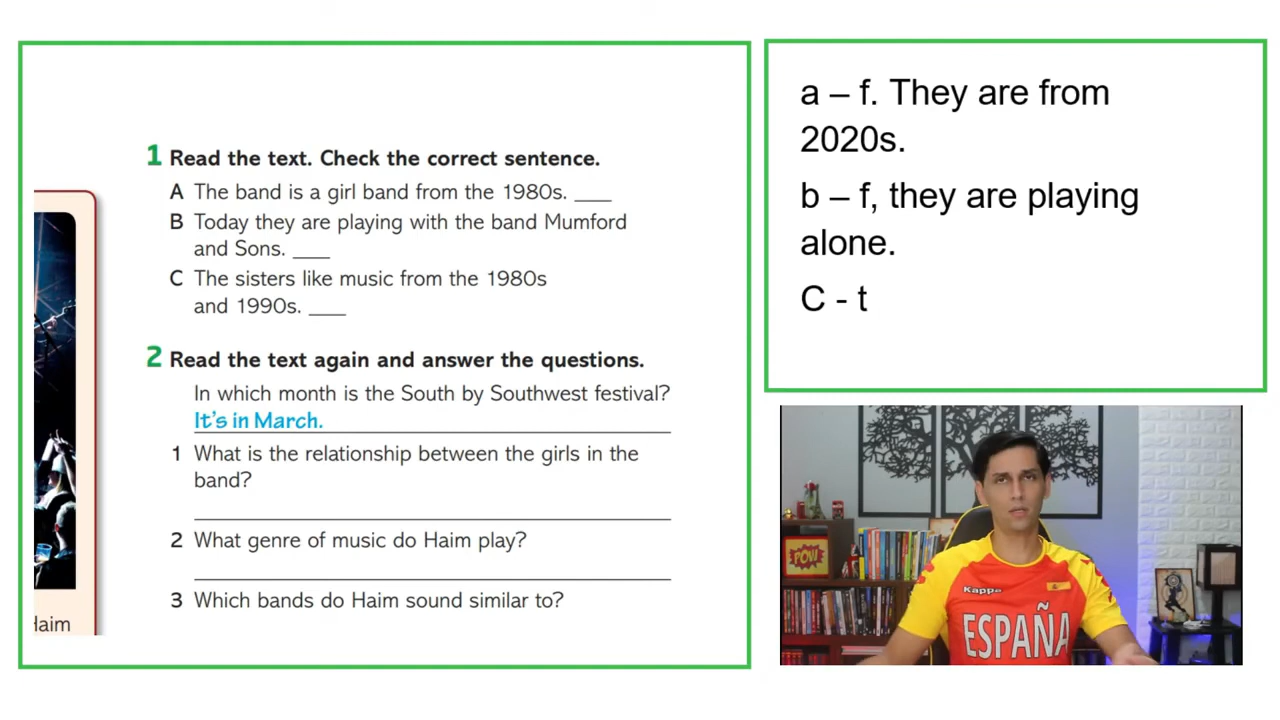 1 Read the text. Check the correct sentence.
A The band is a girl band from the 1980s. ____
B Today they are playing with the band Mumford
and Sons. ____
C The sisters like music from the 1980s
and 1990s. ____
2 Read the text again and answer the questions.
In which month is the South by Southwest festival?
It's in March.
1 What is the relationship between the girls in the
band?
2 What genre of music do Haim play?
3 Which bands do Haim sound similar to?
Haim
a – f. They are from
2020s.
b – f, they are playing
alone.
C - t
POW
Kappa
ESPAÑA